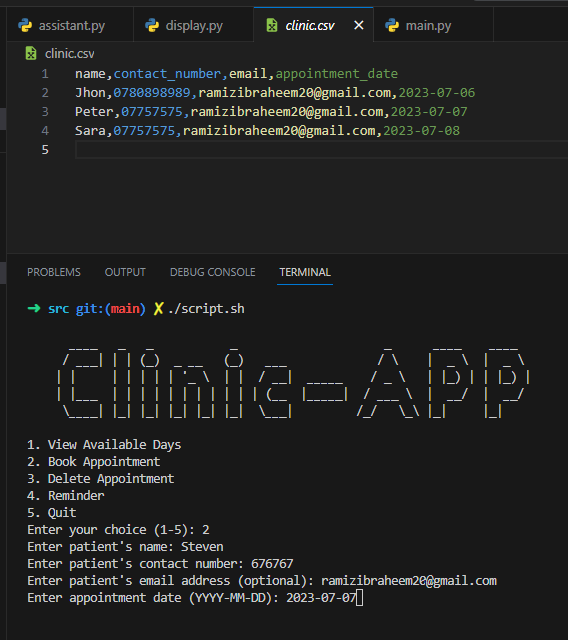 assistant.py display.py clinic.csv main.py
clinic.csv
1 name,contact_number,email,appointment_date
2 Jhon,0780898989,ramizibraheem20@gmail.com,2023-07-06
3 Peter,07757575,ramizibraheem20@gmail.com,2023-07-07
4 Sara,07757575,ramizibraheem20@gmail.com,2023-07-08
5
PROBLEMS OUTPUT DEBUG CONSOLE TERMINAL
→ src git:(main) ✗ ./script.sh
Clinic-APP
1. View Available Days
2. Book Appointment
3. Delete Appointment
4. Reminder
5. Quit
Enter your choice (1-5): 2
Enter patient's name: Steven
Enter patient's contact number: 676767
Enter patient's email address (optional): ramizibraheem20@gmail.com
Enter appointment date (YYYY-MM-DD): 2023-07-07